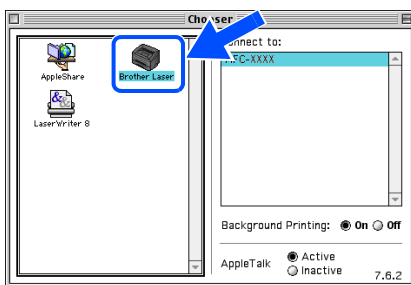 Chooser
Connect to:
MFC-XXXX
AppleShare
Brother Laser
LaserWriter 8
Background Printing: On Off
AppleTalk
Active
Inactive
7.6.2